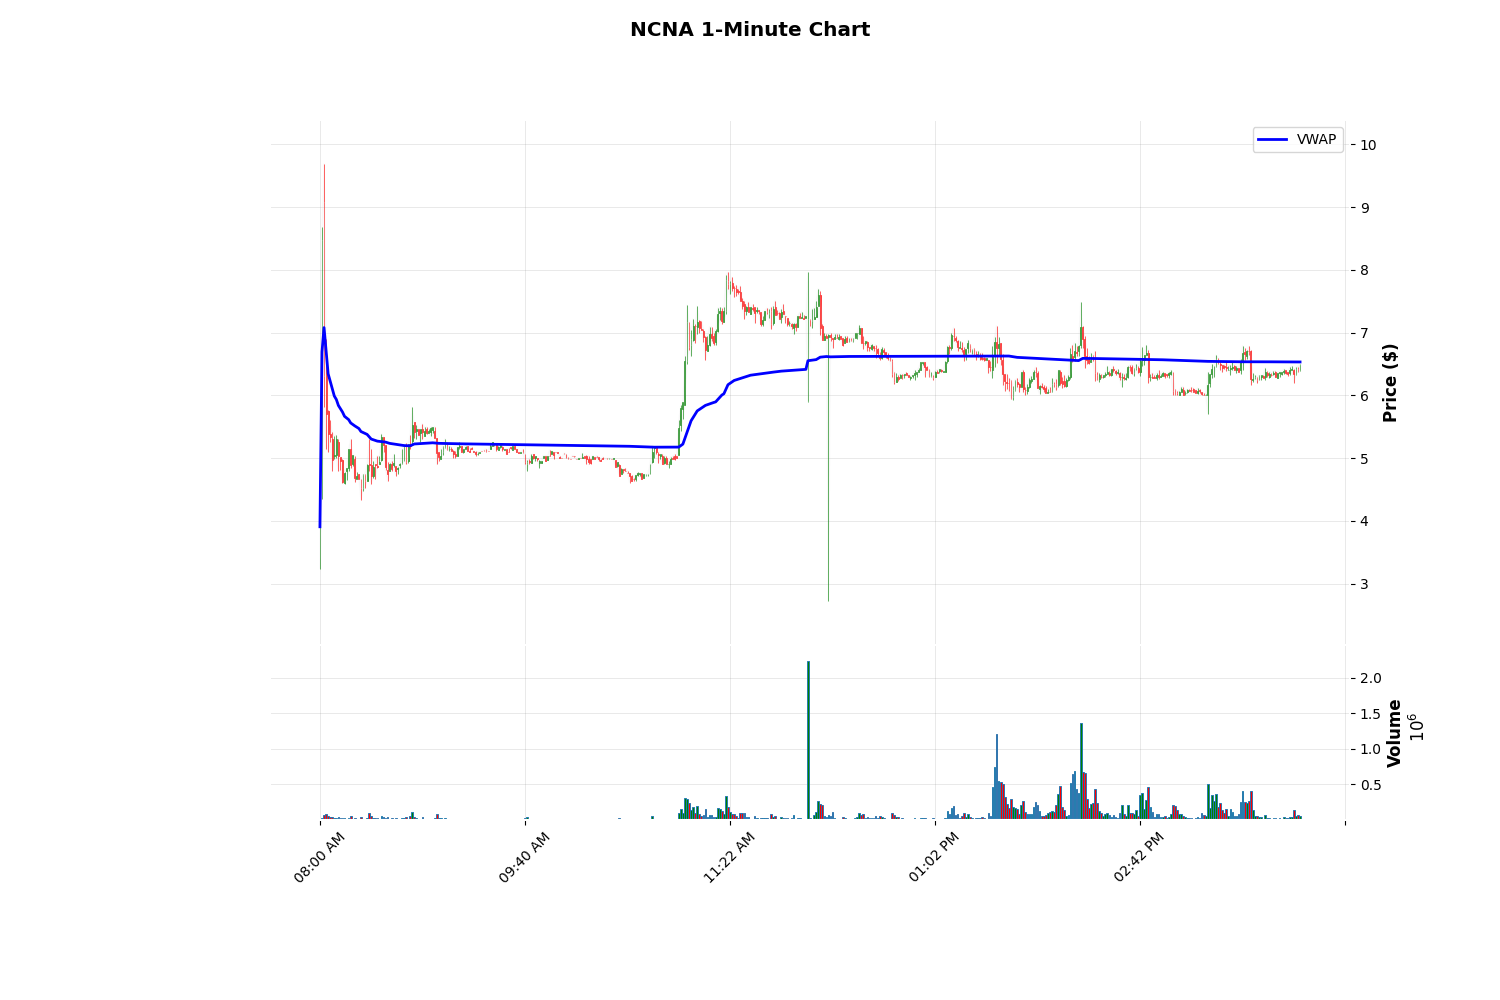 NCNA 1-Minute Chart
VWAP
10
9
8
7
6
5
4
3
Price ($)
2.0
1.5
1.0
0.5
Volume
10⁶
08:00 AM
09:40 AM
11:22 AM
01:02 PM
02:42 PM